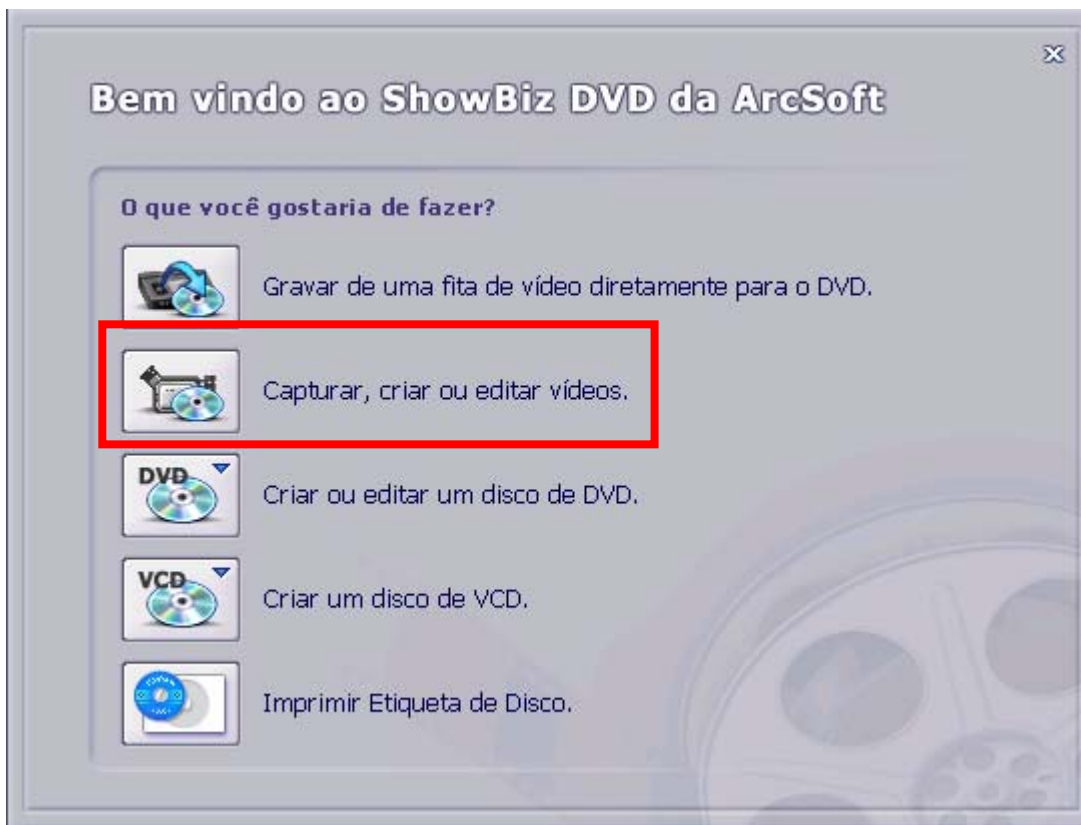 Bem vindo ao ShowBiz DVD da ArcSoft
O que você gostaria de fazer?
Gravar de uma fita de vídeo diretamente para o DVD.
Capturar, criar ou editar vídeos.
DVD
Criar ou editar um disco de DVD.
VCD
Criar um disco de VCD.
Imprimir Etiqueta de Disco.